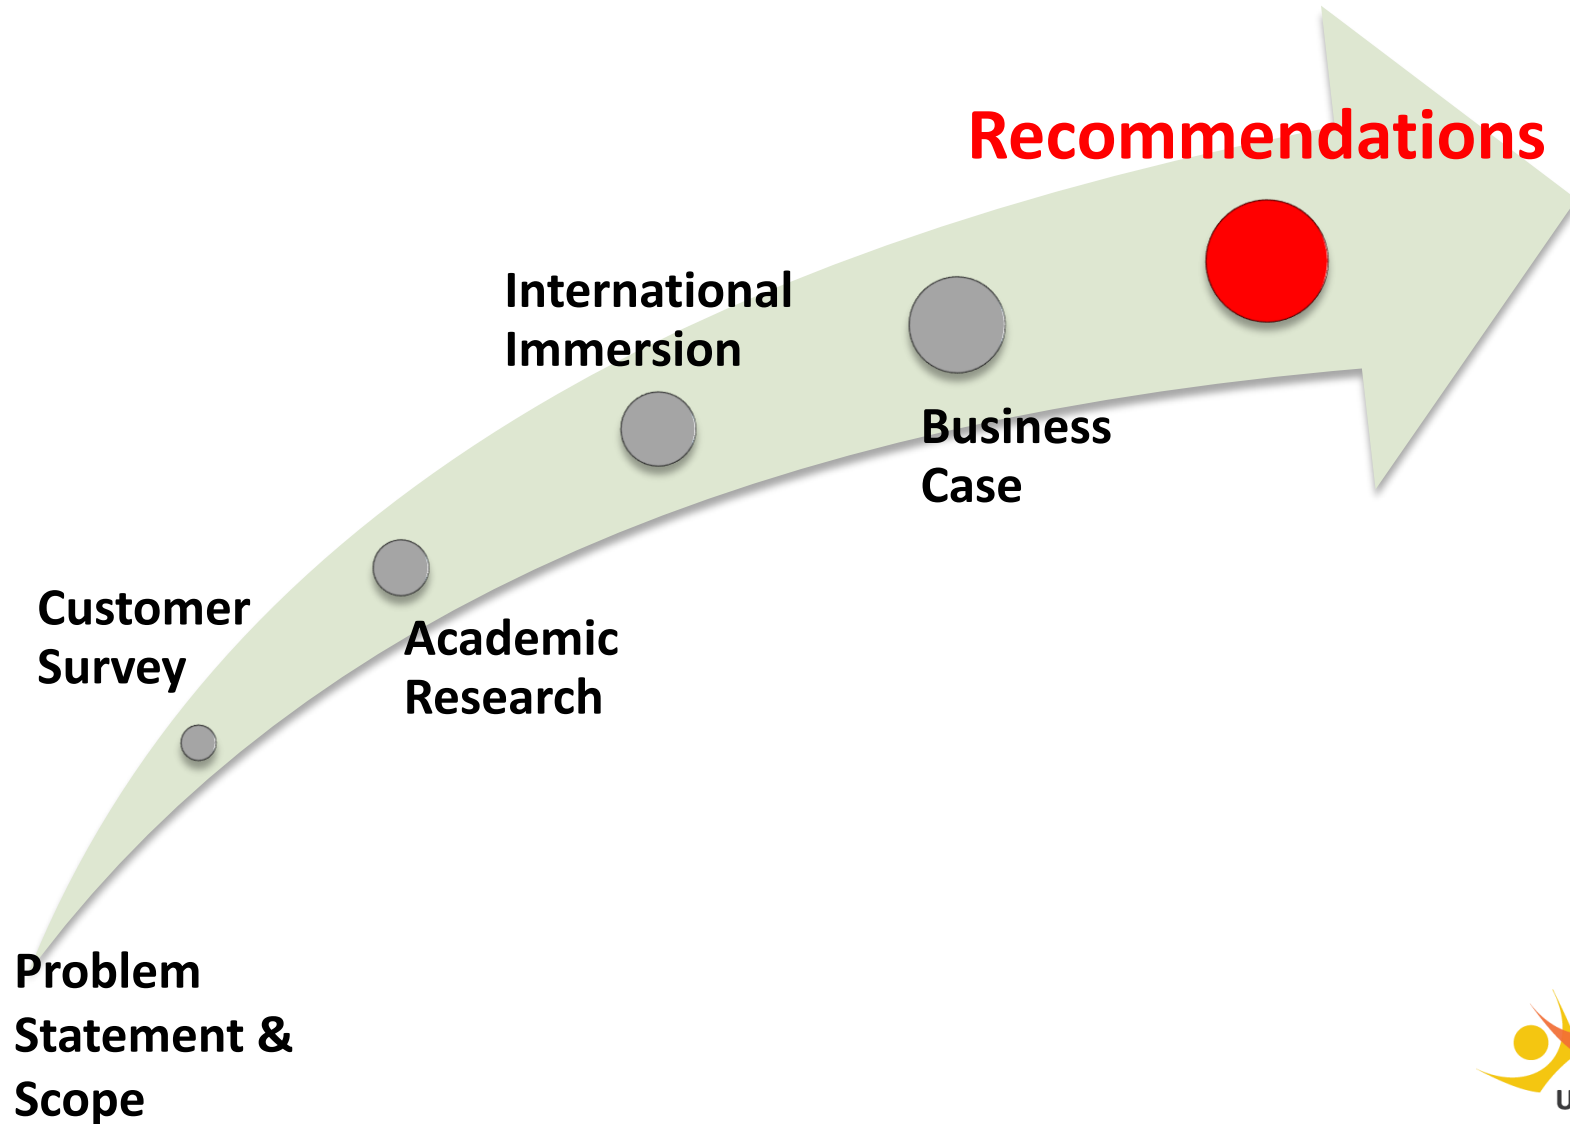 Recommendations
International
Immersion
Business
Case
Customer
Survey
Academic
Research
Problem
Statement &
Scope
U